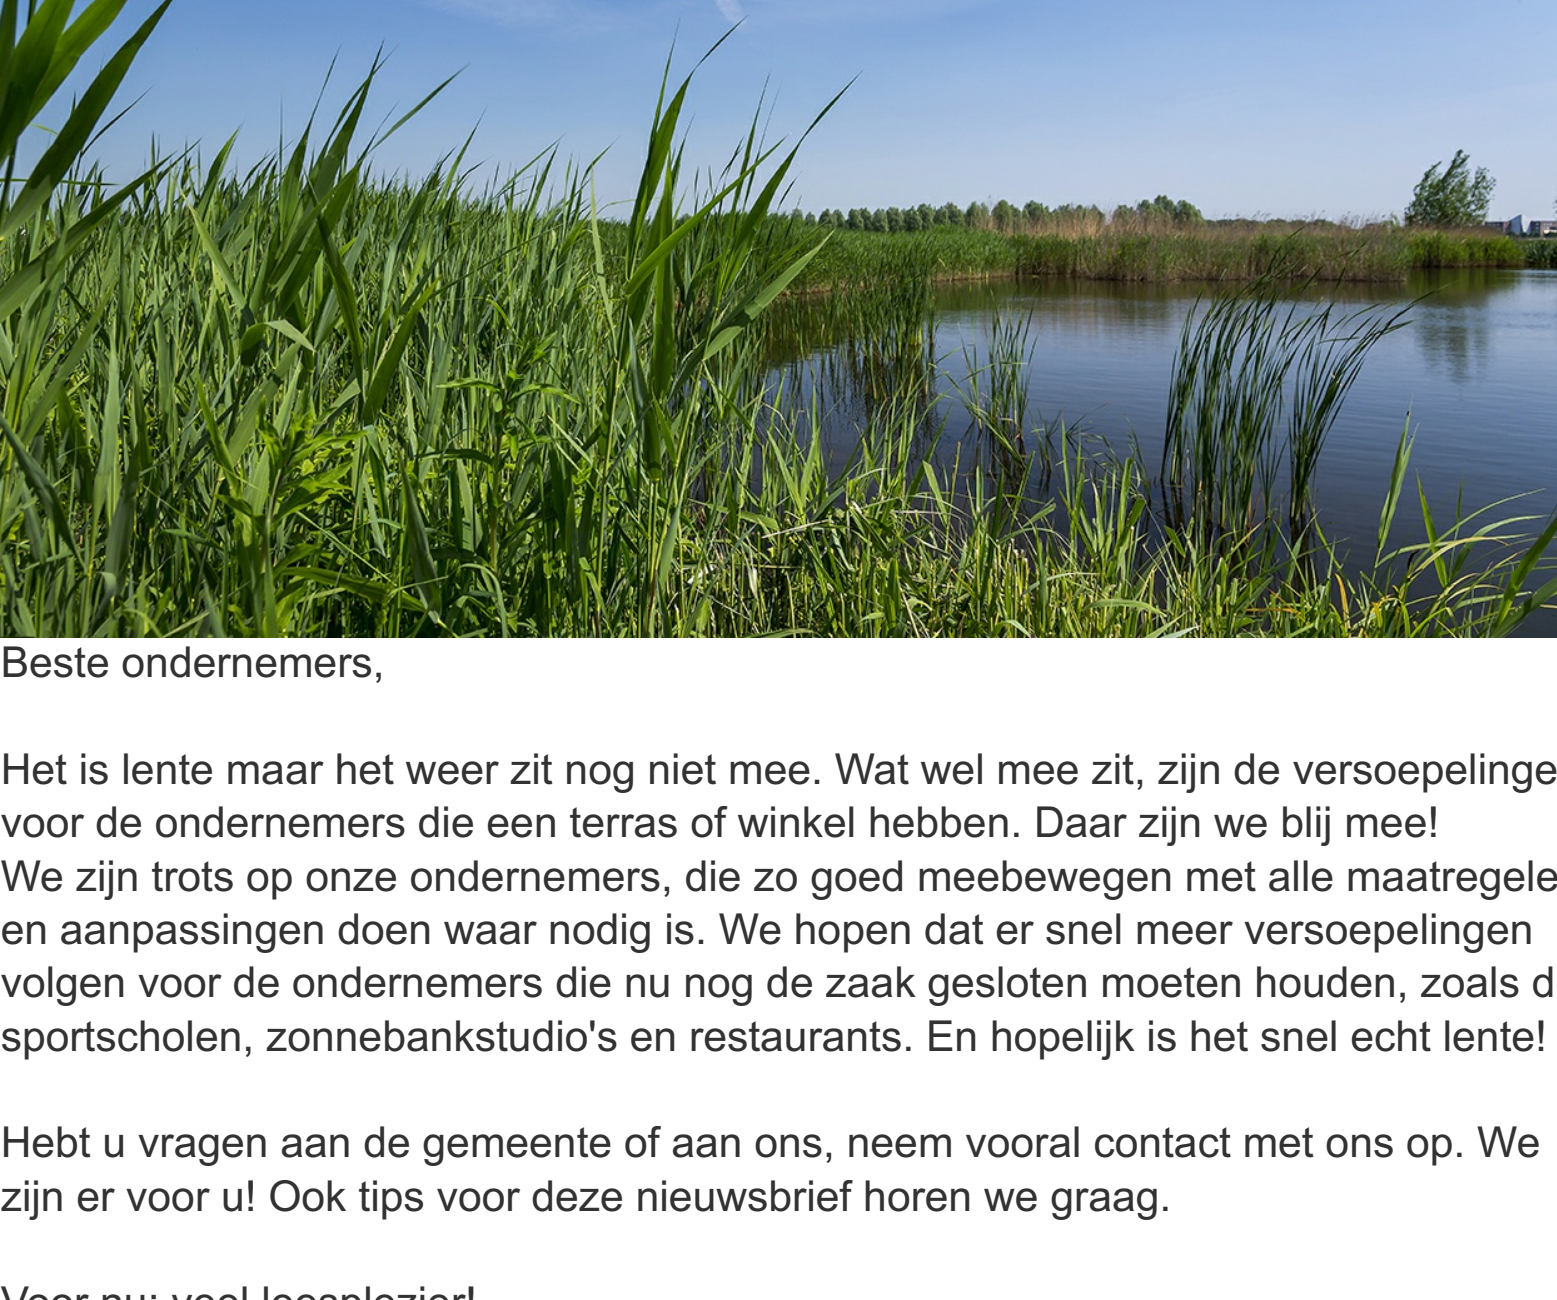 Beste ondernemers,
Het is lente maar het weer zit nog niet mee. Wat wel mee zit, zijn de versoepelinge
voor de ondernemers die een terras of winkel hebben. Daar zijn we blij mee!
We zijn trots op onze ondernemers, die zo goed meebewegen met alle maatregele
en aanpassingen doen waar nodig is. We hopen dat er snel meer versoepelingen
volgen voor de ondernemers die nu nog de zaak gesloten moeten houden, zoals d
sportscholen, zonnebankstudio's en restaurants. En hopelijk is het snel echt lente!
Hebt u vragen aan de gemeente of aan ons, neem vooral contact met ons op. We
zijn er voor u! Ook tips voor deze nieuwsbrief horen we graag.
Voor nu: veel leesplezier!